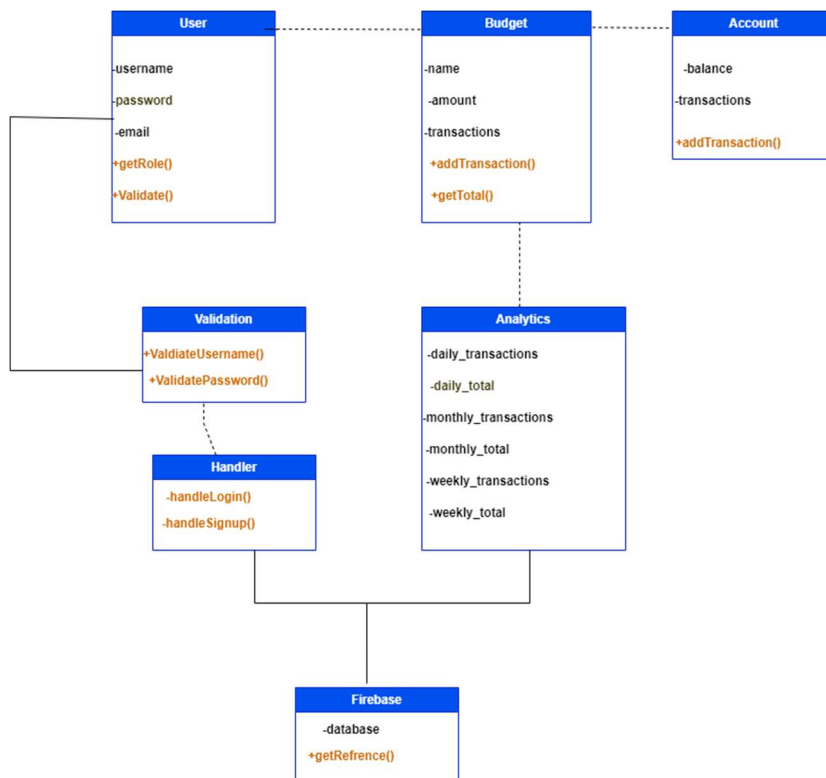 User
-username
-password
-email
+getRole()
+Validate()
Budget
-name
-amount
-transactions
+addTransaction()
+getTotal()
Account
-balance
-transactions
+addTransaction()
Validation
+ValdiateUsername()
+ValidatePassword()
Analytics
-daily_transactions
-daily_total
-monthly_transactions
-monthly_total
-weekly_transactions
-weekly_total
Handler
-handleLogin()
-handleSignup()
Firebase
-database
+getRefrence()